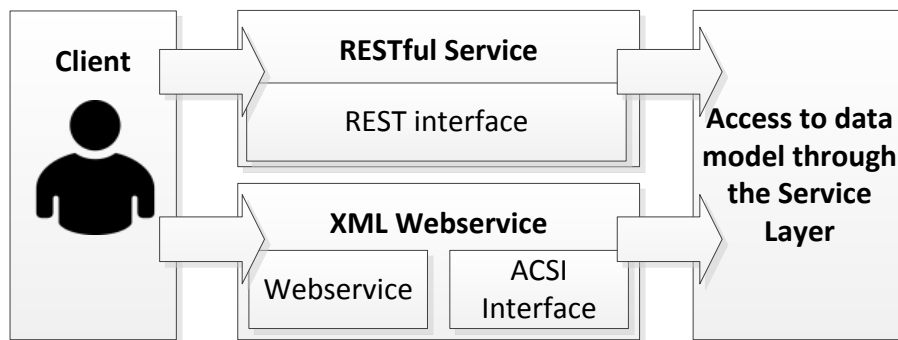 Client
RESTful Service
REST interface
XML Webservice
Webservice
ACSI
Interface
Access to data
model through
the Service
Layer